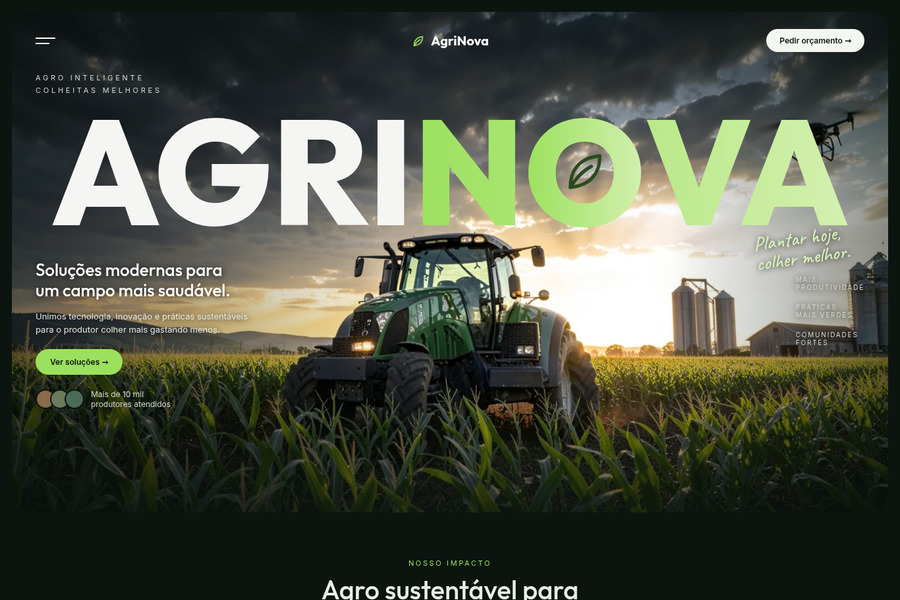 AgriNova
Pedir orçamento →
AGRO INTELIGENTE
COLHEITAS MELHORES
AGRINOVA
Plantar hoje,
colher melhor.
Soluções modernas para
um campo mais saudável.
MAIS
PRODUTIVIDADE
PRÁTICAS
MAIS VERDES
COMUNIDADES
FORTES
Unimos tecnologia, inovação e práticas sustentáveis
para o produtor colher mais gastando menos.
Ver soluções →
Mais de 10 mil
produtores atendidos
NOSSO IMPACTO
Agro sustentável para